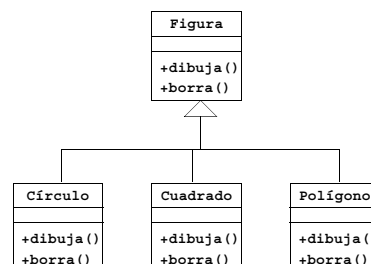 Figura
+dibuja()
+borra()
Círculo
+dibuja()
+borra()
Cuadrado
+dibuja()
+borra()
Polígono
+dibuja(
+borra()